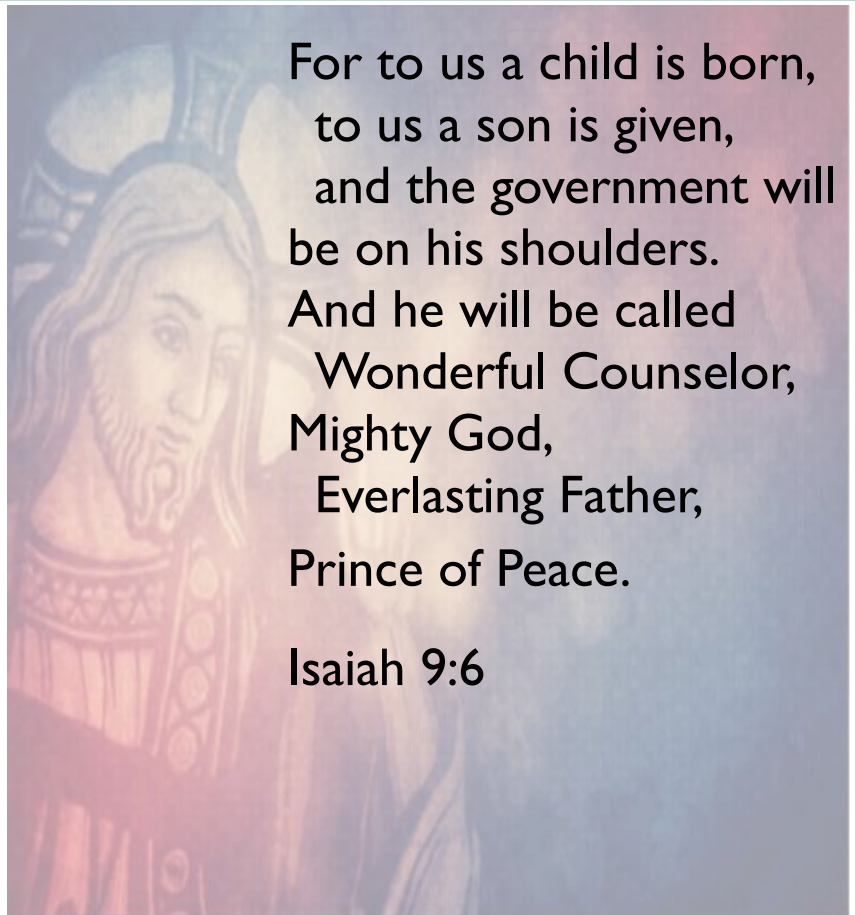 For to us a child is born,
to us a son is given,
and the government will
be on his shoulders.
And he will be called
Wonderful Counselor,
Mighty God,
Everlasting Father,
Prince of Peace.
Isaiah 9:6